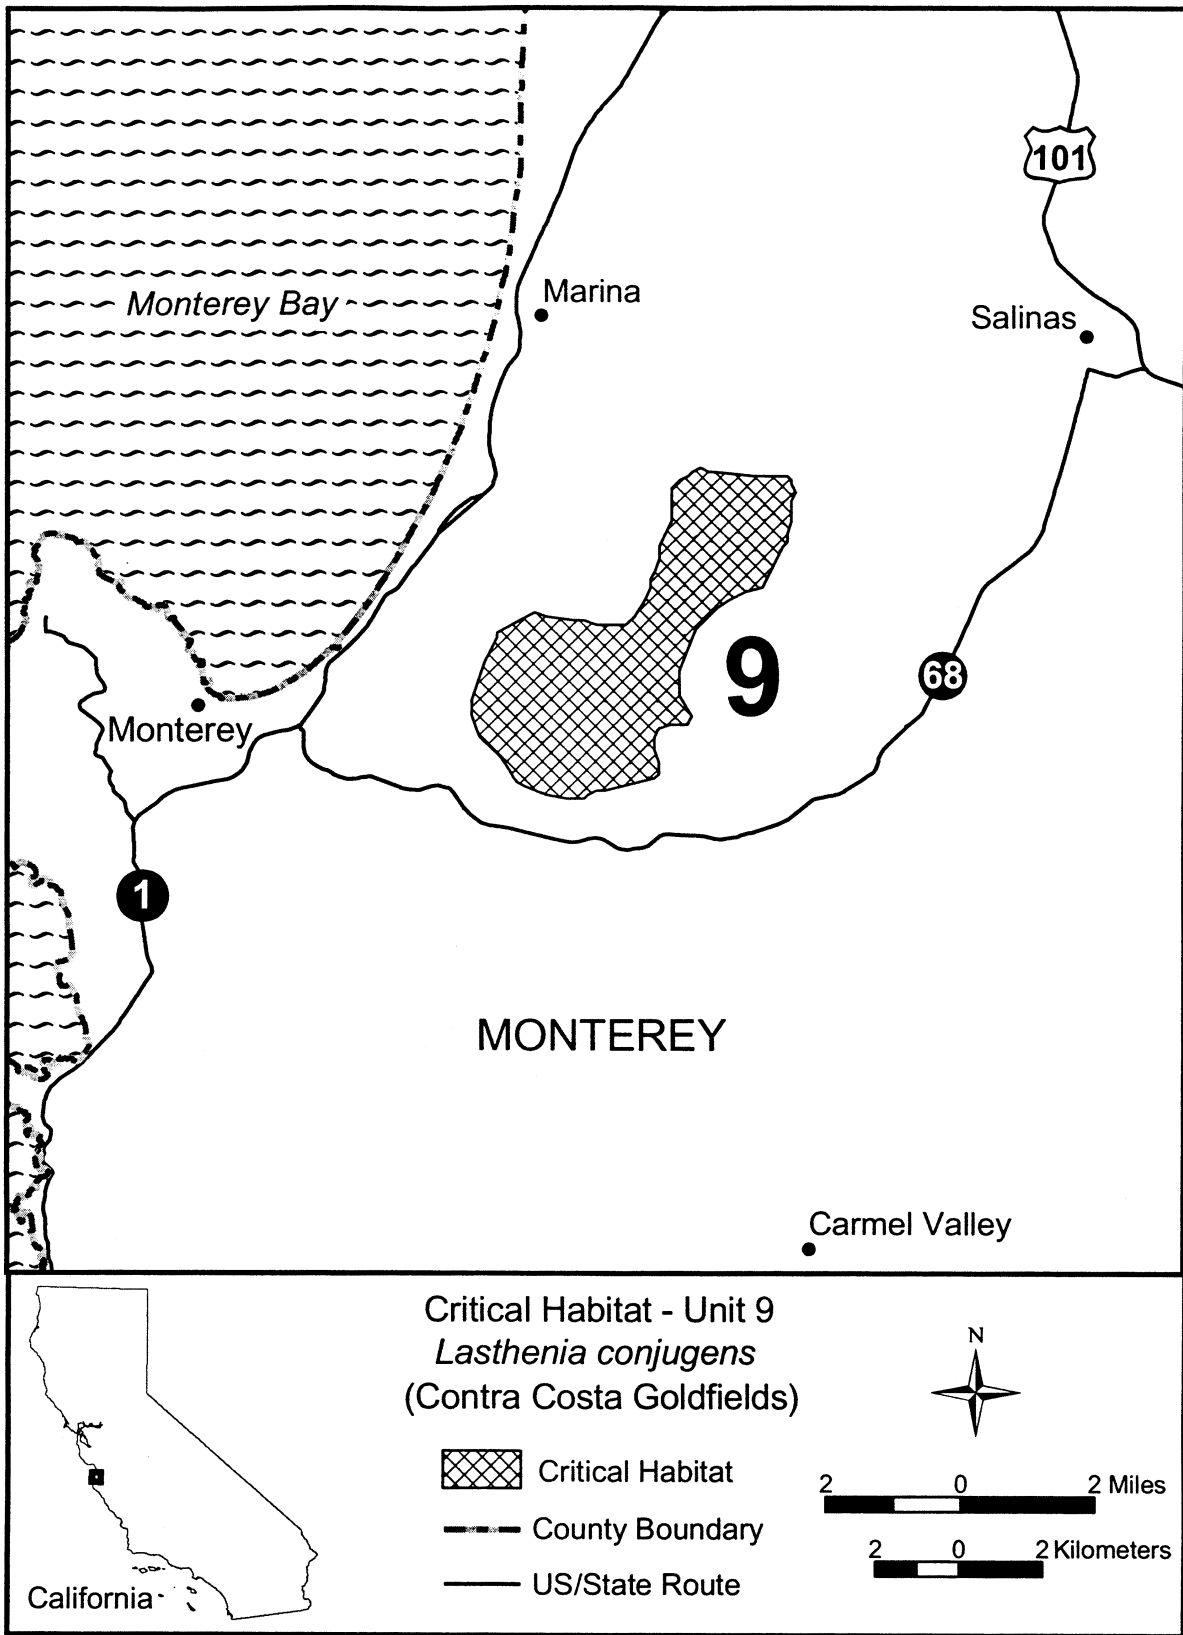 101
Marina
Monterey Bay
Salinas
9
68
Monterey
1
MONTEREY
Carmel Valley
Critical Habitat - Unit 9
Lasthenia conjugens
(Contra Costa Goldfields)
N
Critical Habitat
2 0 2 Miles
County Boundary
2 0 2 Kilometers
US/State Route
California